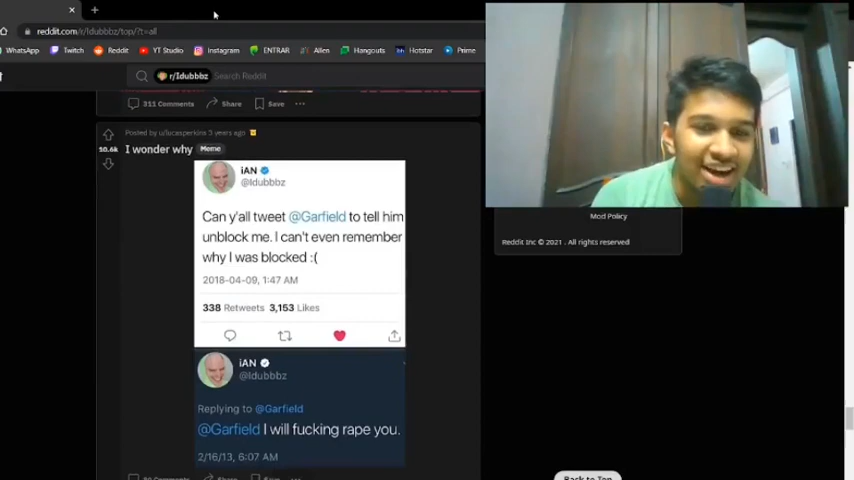 reddit.com/r/Idubbbz/top/?t=all
WhatsApp Twitch Reddit YT Studio Instagram ENTRAR Allen Hangouts Hotstar Prime
r/Idubbbz Search Reddit
311 Comments Share Save
Posted by u/lucasperkins 3 years ago
50.6k
I wonder why Meme
iAN
@Idubbbz
Can y'all tweet @Garfield to tell him
unblock me. I can't even remember
why I was blocked :(
2018-04-09, 1:47 AM
338 Retweets 3,153 Likes
iAN
@Idubbbz
Replying to @Garfield
@Garfield I will fucking rape you.
2/16/13, 6:07 AM
Mod Policy
Reddit Inc © 2021 . All rights reserved
Back to Top